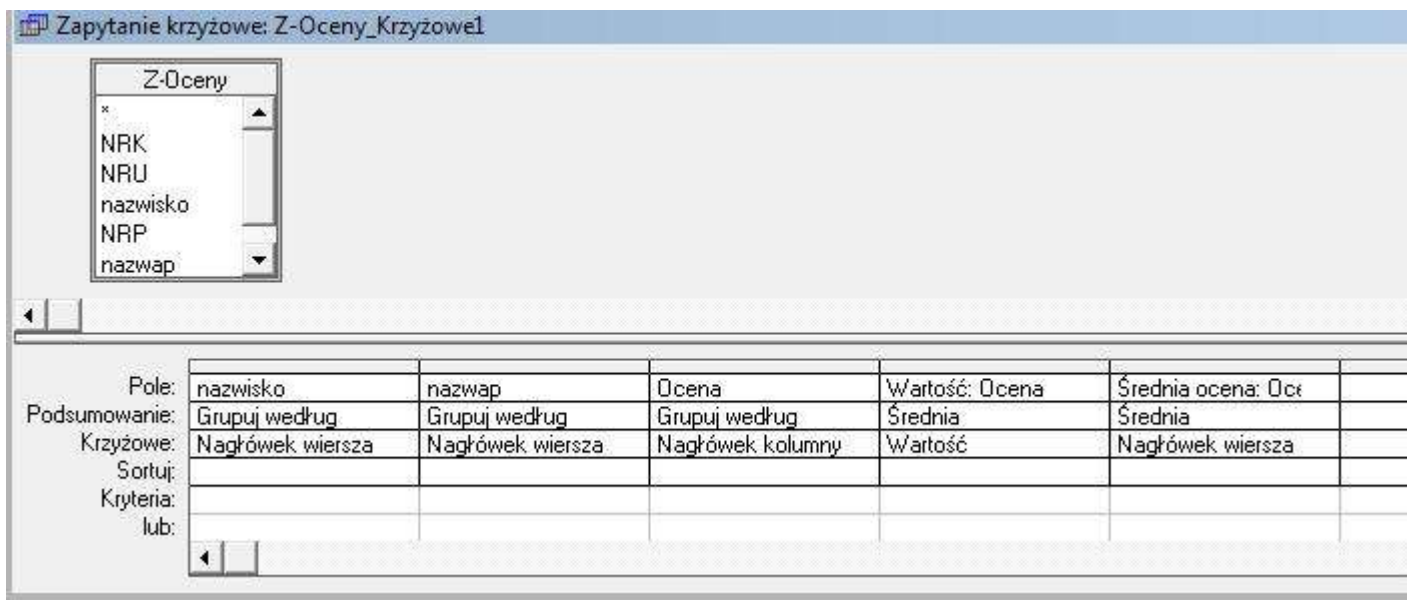 Zapytanie krzyżowe: Z-Oceny_Krzyżowe1
Z-Oceny
*
NRK
NRU
nazwisko
NRP
nazwap
Pole: nazwisko nazwap Ocena Wartość: Ocena Średnia ocena: Oce
Podsumowanie: Grupuj według Grupuj według Grupuj według Średnia Średnia
Krzyżowe: Nagłówek wiersza Nagłówek wiersza Nagłówek kolumny Wartość Nagłówek wiersza
Sortuj:
Kryteria:
lub: